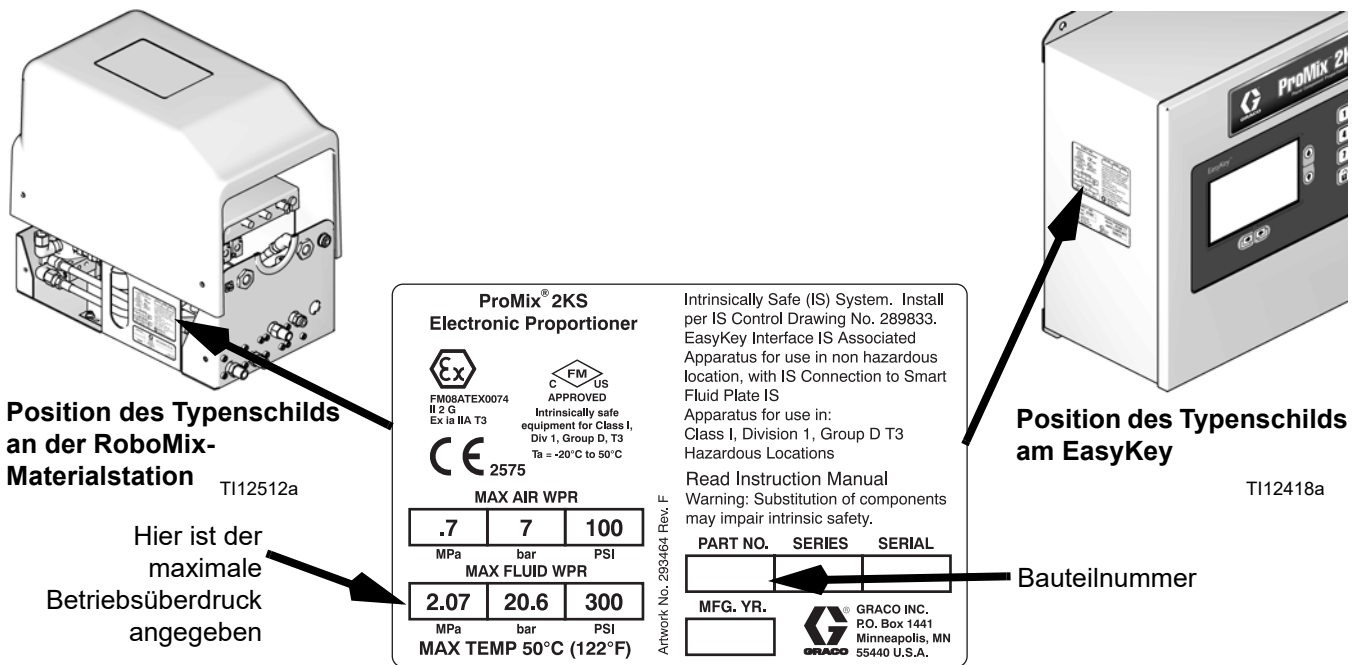 Position des Typenschilds
an der RoboMix-
Materialstation
TI12512a
Hier ist der
maximale
Betriebsüberdruck
angegeben
ProMix® 2KS
Electronic Proportioner
Ex
FM08ATEX0074
II 2 G
Ex ia IIA T3
CE 2575
FM
C US
APPROVED
Intrinsically safe
equipment for Class I,
Div 1, Group D, T3
Ta = -20°C to 50°C
MAX AIR WPR
.7 7 100
MPa bar PSI
MAX FLUID WPR
2.07 20.6 300
MPa bar PSI
MAX TEMP 50°C (122°F)
Artwork No. 293464 Rev. F
Intrinsically Safe (IS) System. Install
per IS Control Drawing No. 289833.
EasyKey Interface IS Associated
Apparatus for use in non hazardous
location, with IS Connection to Smart
Fluid Plate IS
Apparatus for use in:
Class I, Division 1, Group D T3
Hazardous Locations
Read Instruction Manual
Warning: Substitution of components
may impair intrinsic safety.
PART NO. SERIES SERIAL
MFG. YR.
GRACO
®
GRACO INC.
P.O. Box 1441
Minneapolis, MN
55440 U.S.A.
Bauteilnummer
GRACO
ProMix
EasyKey
1
4
7
Position des Typenschilds
am EasyKey
TI12418a